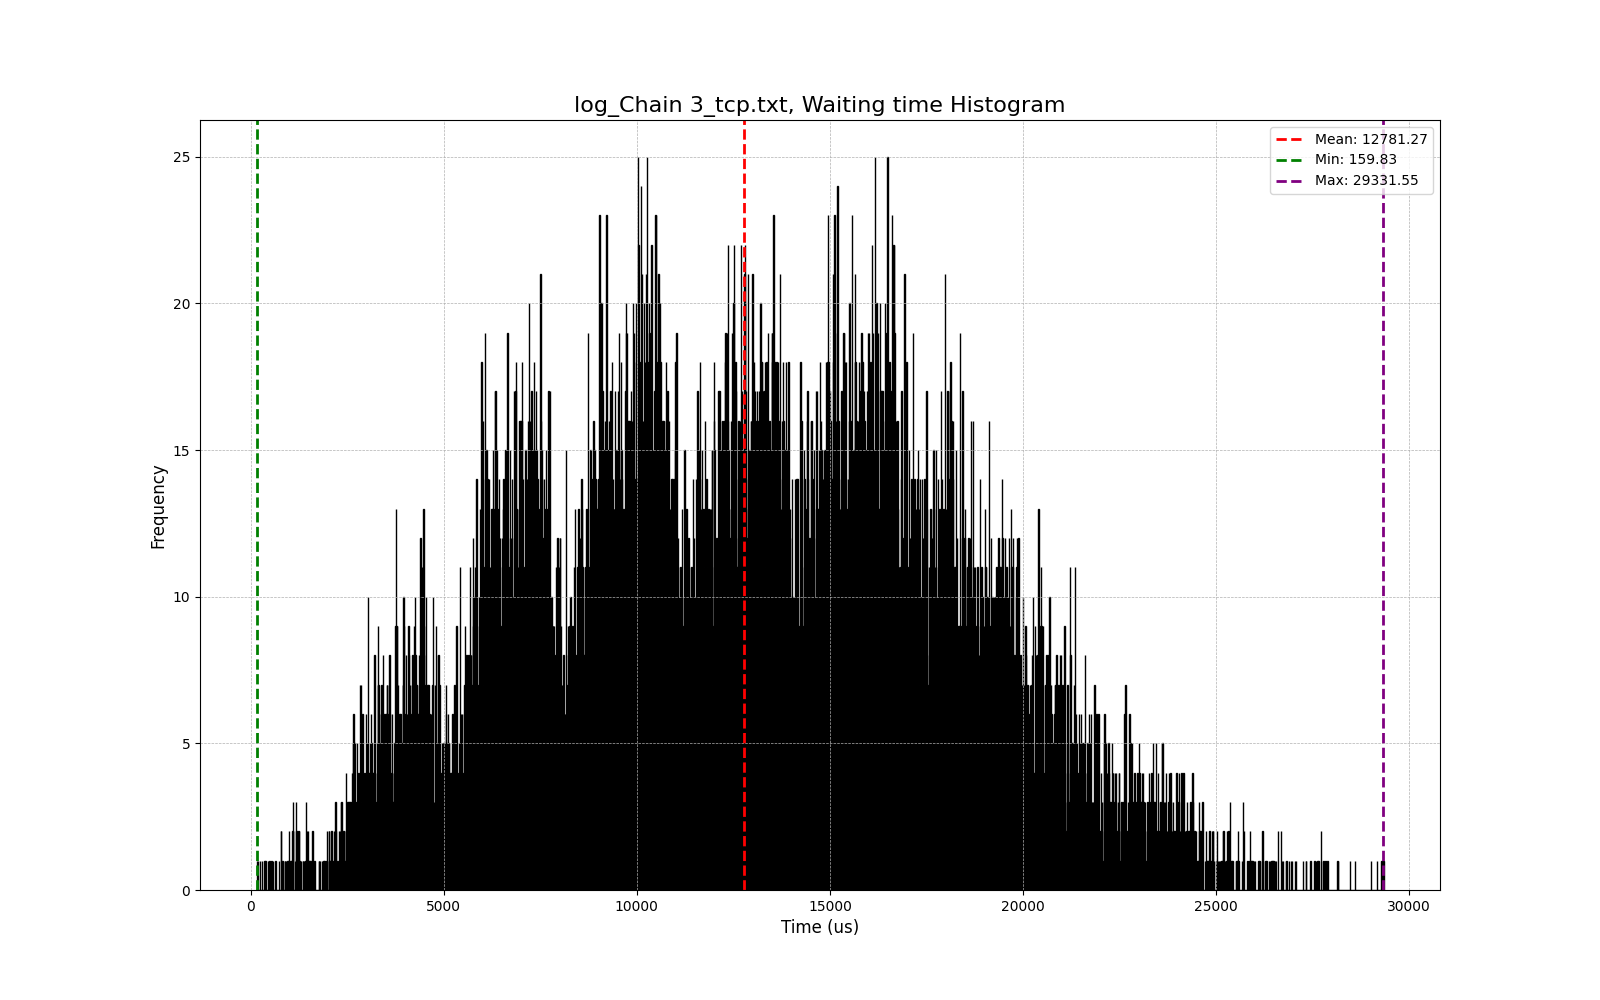 log_Chain 3_tcp.txt, Waiting time Histogram
Mean: 12781.27
Min: 159.83
Max: 29331.55
Frequency
25
20
15
10
5
0
0 5000 10000 15000 20000 25000 30000
Time (us)